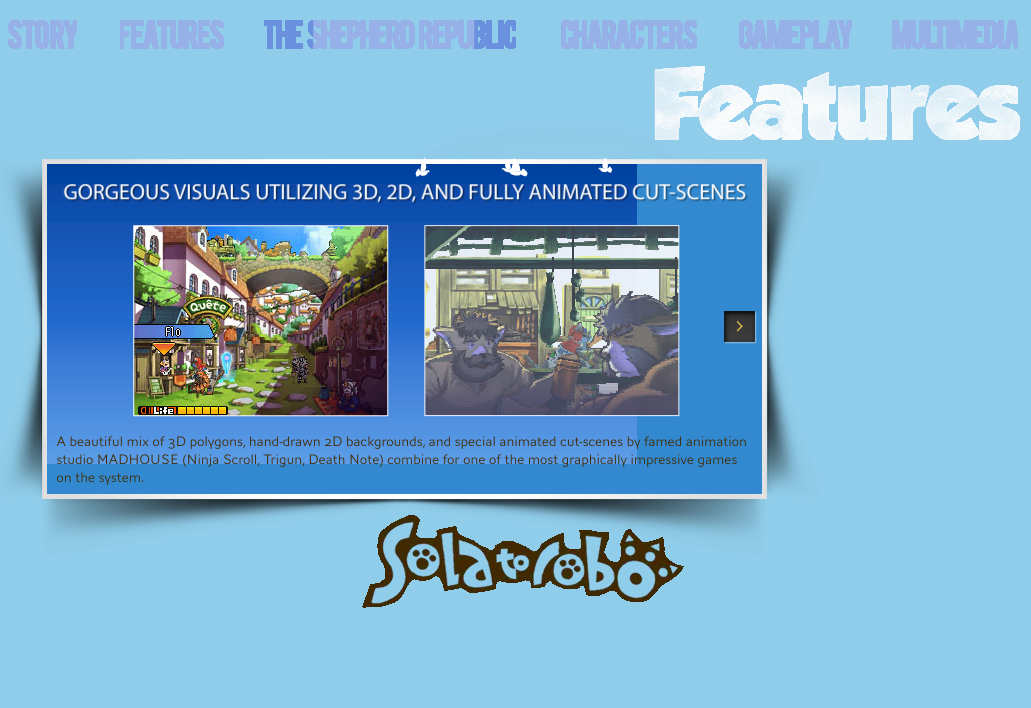 STORY FEATURES THE SHEPHERD REPUBLIC CHARACTERS GAMEPLAY MULTIMEDIA
Features
GORGEOUS VISUALS UTILIZING 3D, 2D, AND FULLY ANIMATED CUT-SCENES
Quête
Flo
Life
A beautiful mix of 3D polygons, hand-drawn 2D backgrounds, and special animated cut-scenes by famed animation
studio MADHOUSE (Ninja Scroll, Trigun, Death Note) combine for one of the most graphically impressive games
on the system.
Solatorobo